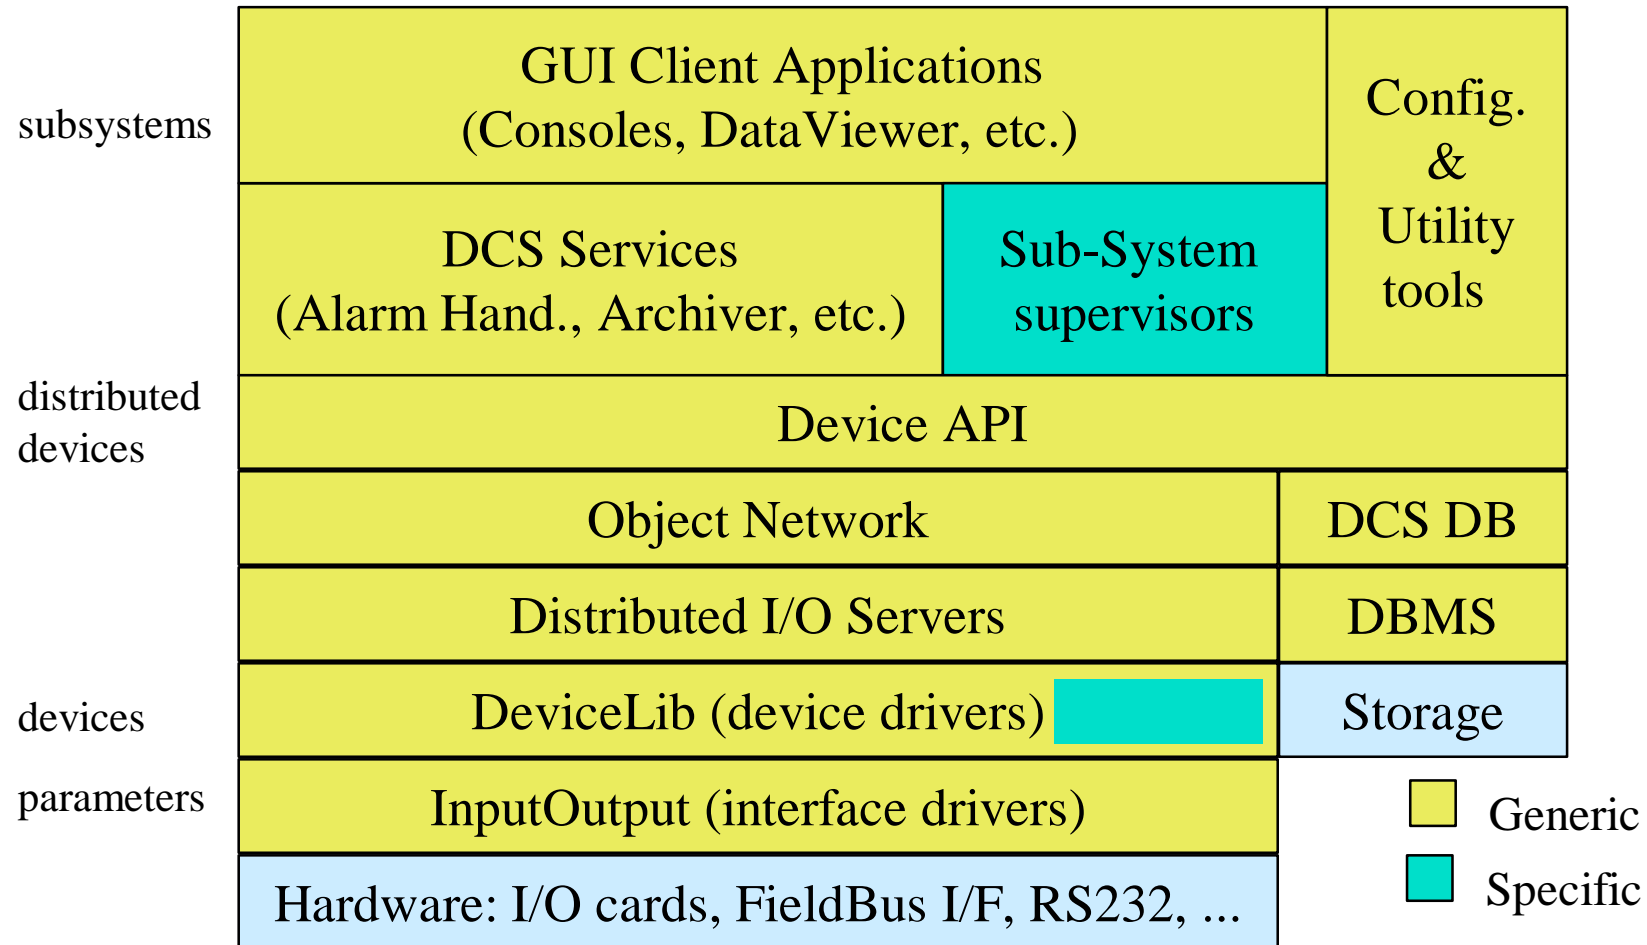 GUI Client Applications
(Consoles, DataViewer, etc.)
Config.
&
Utility
tools
subsystems
DCS Services
(Alarm Hand., Archiver, etc.)
Sub-System
supervisors
distributed
devices
Device API
Object Network
DCS DB
Distributed I/O Servers
DBMS
devices
DeviceLib (device drivers)
Storage
parameters
InputOutput (interface drivers)
Generic
Specific
Hardware: I/O cards, FieldBus I/F, RS232, ...